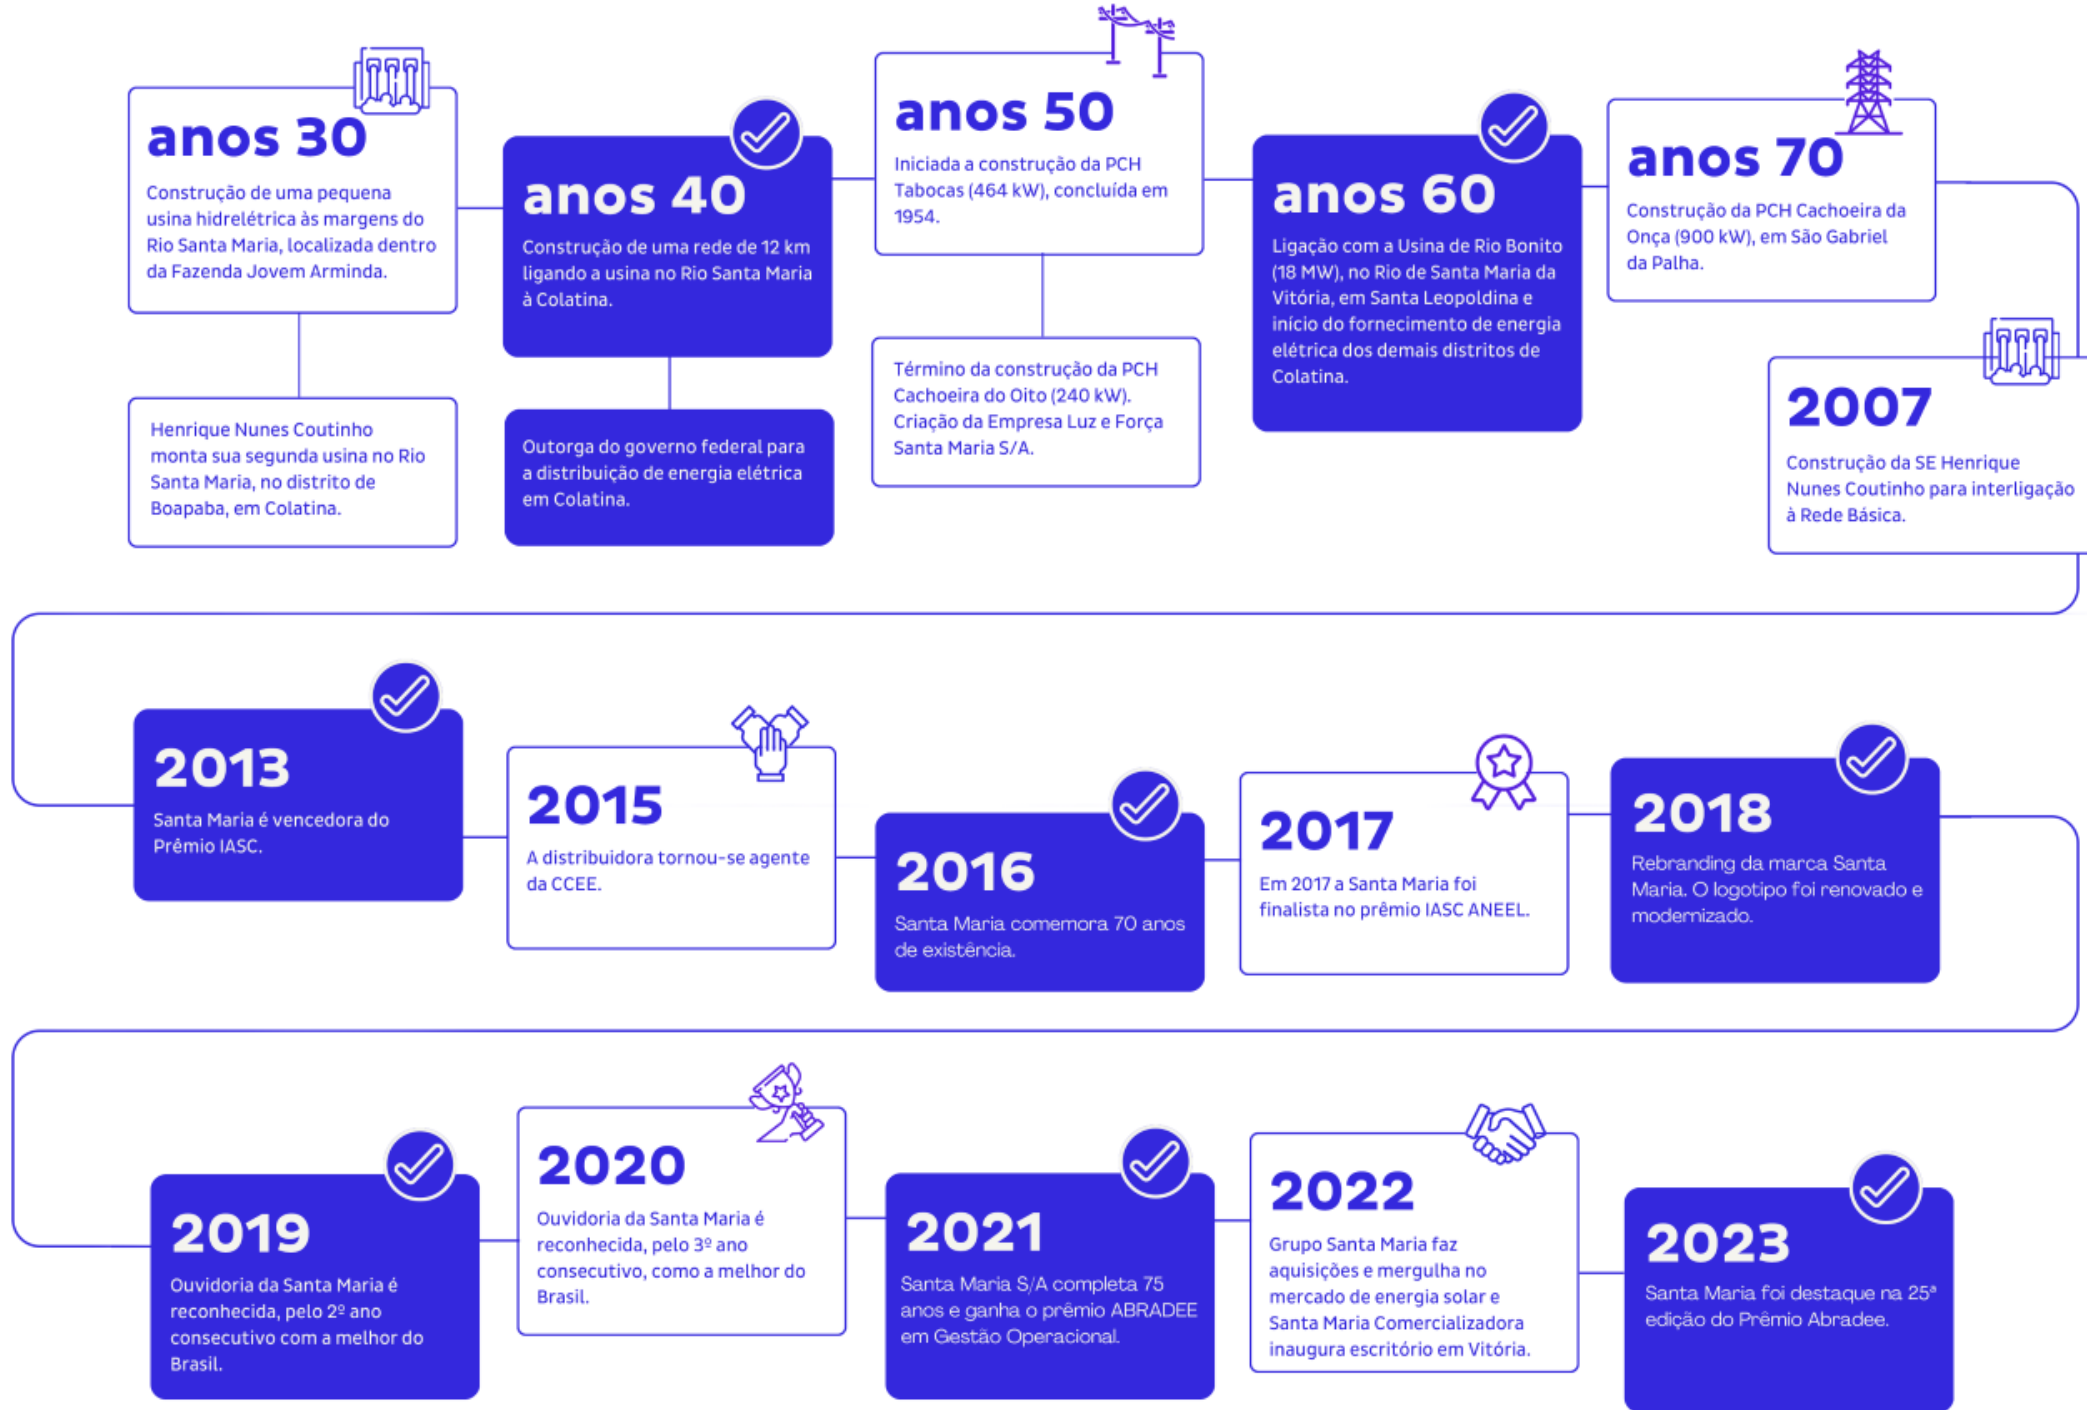 anos 30
Construção de uma pequena
usina hidrelétrica às margens do
Rio Santa Maria, localizada dentro
da Fazenda Jovem Arminda.
Henrique Nunes Coutinho
monta sua segunda usina no Rio
Santa Maria, no distrito de
Boapaba, em Colatina.
anos 40
Construção de uma rede de 12 km
ligando a usina no Rio Santa Maria
à Colatina.
Outorga do governo federal para
a distribuição de energia elétrica
em Colatina.
anos 50
Iniciada a construção da PCH
Tabocas (464 kW), concluída em
1954.
Término da construção da PCH
Cachoeira do Oito (240 kW).
Criação da Empresa Luz e Força
Santa Maria S/A.
anos 60
Ligação com a Usina de Rio Bonito
(18 MW), no Rio de Santa Maria da
Vitória, em Santa Leopoldina e
início do fornecimento de energia
elétrica dos demais distritos de
Colatina.
anos 70
Construção da PCH Cachoeira da
Onça (900 kW), em São Gabriel
da Palha.
2007
Construção da SE Henrique
Nunes Coutinho para interligação
à Rede Básica.
2013
Santa Maria é vencedora do
Prêmio IASC.
2015
A distribuidora tornou-se agente
da CCEE.
2016
Santa Maria comemora 70 anos
de existência.
2017
Em 2017 a Santa Maria foi
finalista no prêmio IASC ANEEL.
2018
Rebranding da marca Santa
Maria. O logotipo foi renovado e
modernizado.
2019
Ouvidoria da Santa Maria é
reconhecida, pelo 2º ano
consecutivo com a melhor do
Brasil.
2020
Ouvidoria da Santa Maria é
reconhecida, pelo 3º ano
consecutivo, como a melhor do
Brasil.
2021
Santa Maria S/A completa 75
anos e ganha o prêmio ABRADEE
em Gestão Operacional.
2022
Grupo Santa Maria faz
aquisições e mergulha no
mercado de energia solar e
Santa Maria Comercializadora
inaugura escritório em Vitória.
2023
Santa Maria foi destaque na 25ª
edição do Prêmio Abradee.